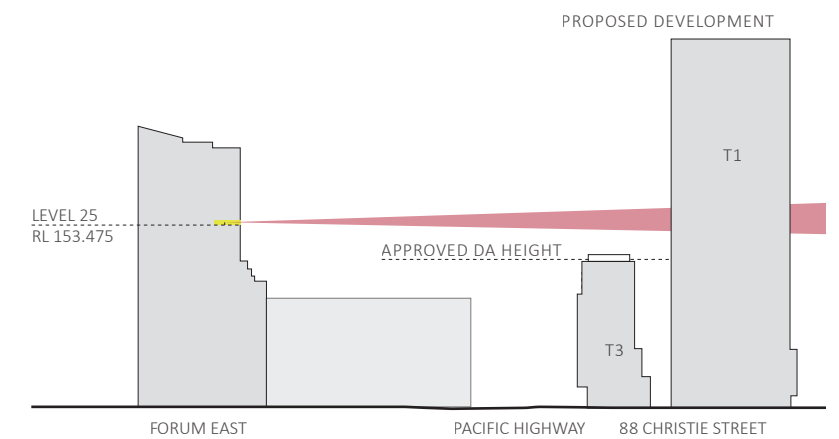 PROPOSED DEVELOPMENT
T1
LEVEL 25
RL 153.475
APPROVED DA HEIGHT
T3
FORUM EAST
PACIFIC HIGHWAY
88 CHRISTIE STREET